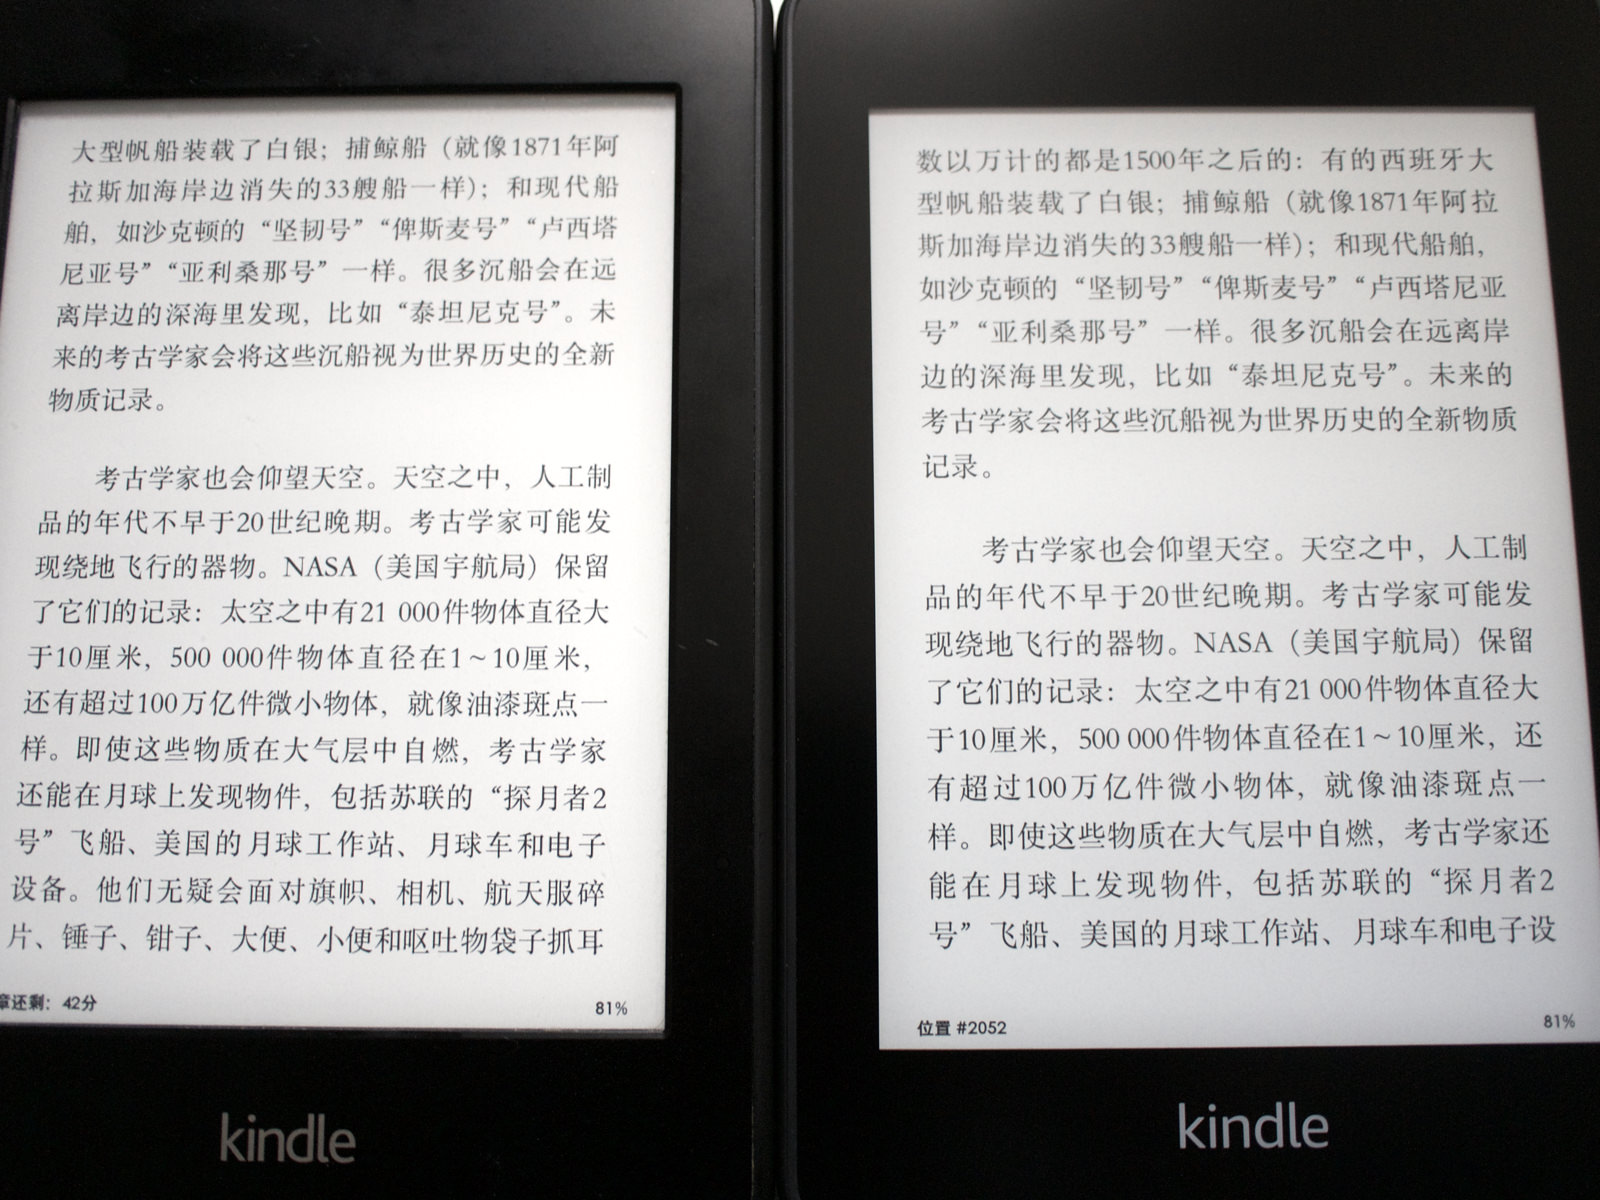 大型帆船装载了白银；捕鲸船（就像1871年阿
拉斯加海岸边消失的33艘船一样）；和现代船
舶，如沙克顿的“坚韧号”“俾斯麦号”“卢西塔
尼亚号”“亚利桑那号”一样。很多沉船会在远
离岸边的深海里发现，比如“泰坦尼克号”。未
来的考古学家会将这些沉船视为世界历史的全新
物质记录。
考古学家也会仰望天空。天空之中，人工制
品的年代不早于20世纪晚期。考古学家可能发
现绕地飞行的器物。NASA（美国宇航局）保留
了它们的记录：太空之中有21 000件物体直径大
于10厘米，500 000件物体直径在1～10厘米，
还有超过100万亿件微小物体，就像油漆斑点一
样。即使这些物质在大气层中自燃，考古学家
还能在月球上发现物件，包括苏联的“探月者2
号”飞船、美国的月球工作站、月球车和电子
设备。他们无疑会面对旗帜、相机、航天服碎
片、锤子、钳子、大便、小便和呕吐物袋子抓耳
章还剩：42分
81%
kindle
数以万计的都是1500年之后的：有的西班牙大
型帆船装载了白银；捕鲸船（就像1871年阿拉
斯加海岸边消失的33艘船一样）；和现代船舶，
如沙克顿的“坚韧号”“俾斯麦号”“卢西塔尼亚
号”“亚利桑那号”一样。很多沉船会在远离岸
边的深海里发现，比如“泰坦尼克号”。未来的
考古学家会将这些沉船视为世界历史的全新物质
记录。
考古学家也会仰望天空。天空之中，人工制
品的年代不早于20世纪晚期。考古学家可能发
现绕地飞行的器物。NASA（美国宇航局）保留
了它们的记录：太空之中有21 000件物体直径大
于10厘米，500 000件物体直径在1～10厘米，还
有超过100万亿件微小物体，就像油漆斑点一
样。即使这些物质在大气层中自燃，考古学家还
能在月球上发现物件，包括苏联的“探月者2
号”飞船、美国的月球工作站、月球车和电子设
位置 #2052
81%
kindle